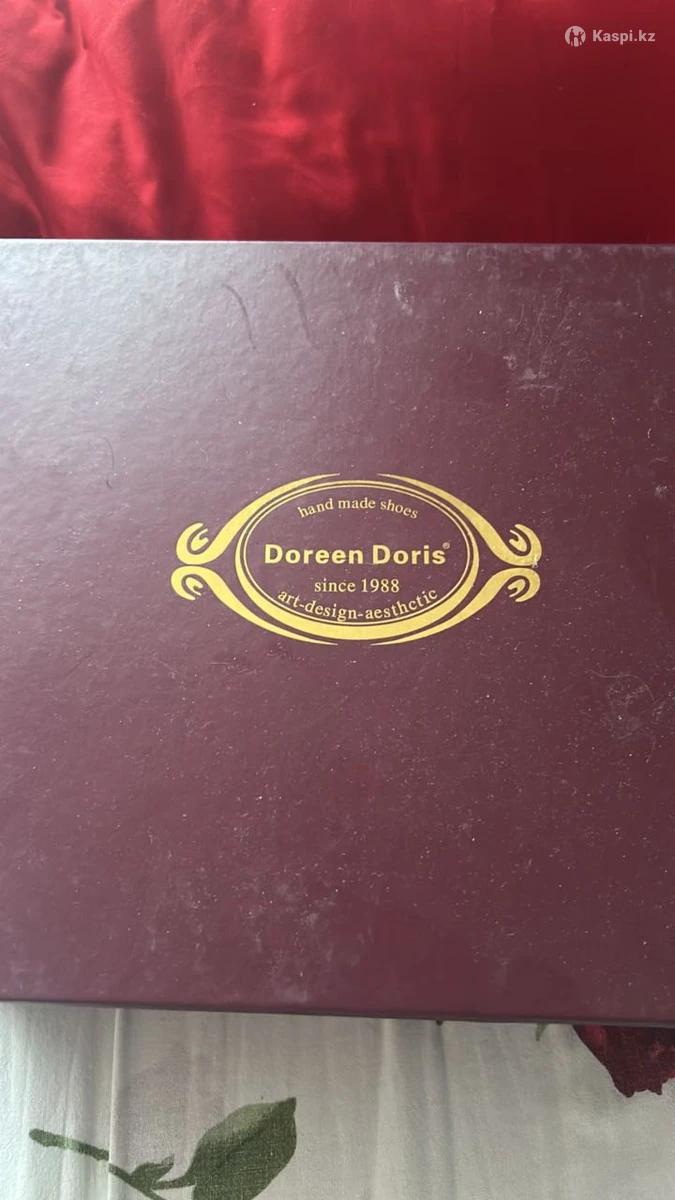 Kaspi.kz
hand made shoes
Doreen Doris®
since 1988
art-design-aesthctic